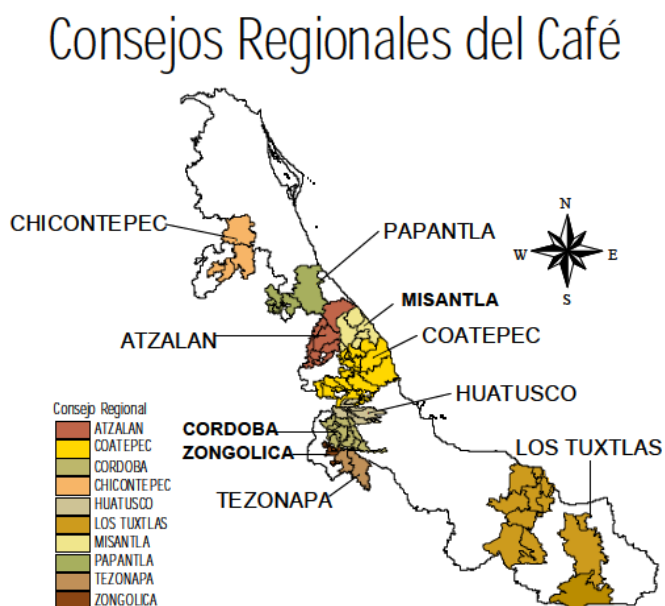 Consejos Regionales del Café
CHICONTEPEC
PAPANTLA
N
W
E
S
MISANTLA
ATZALAN
COATEPEC
HUATUSCO
CORDOBA
ZONGOLICA
LOS TUXTLAS
TEZONAPA
Consejo Regional
ATZALAN
COATEPEC
CORDOBA
CHICONTEPEC
HUATUSCO
LOS TUXTLAS
MISANTLA
PAPANTLA
TEZONAPA
ZONGOLICA